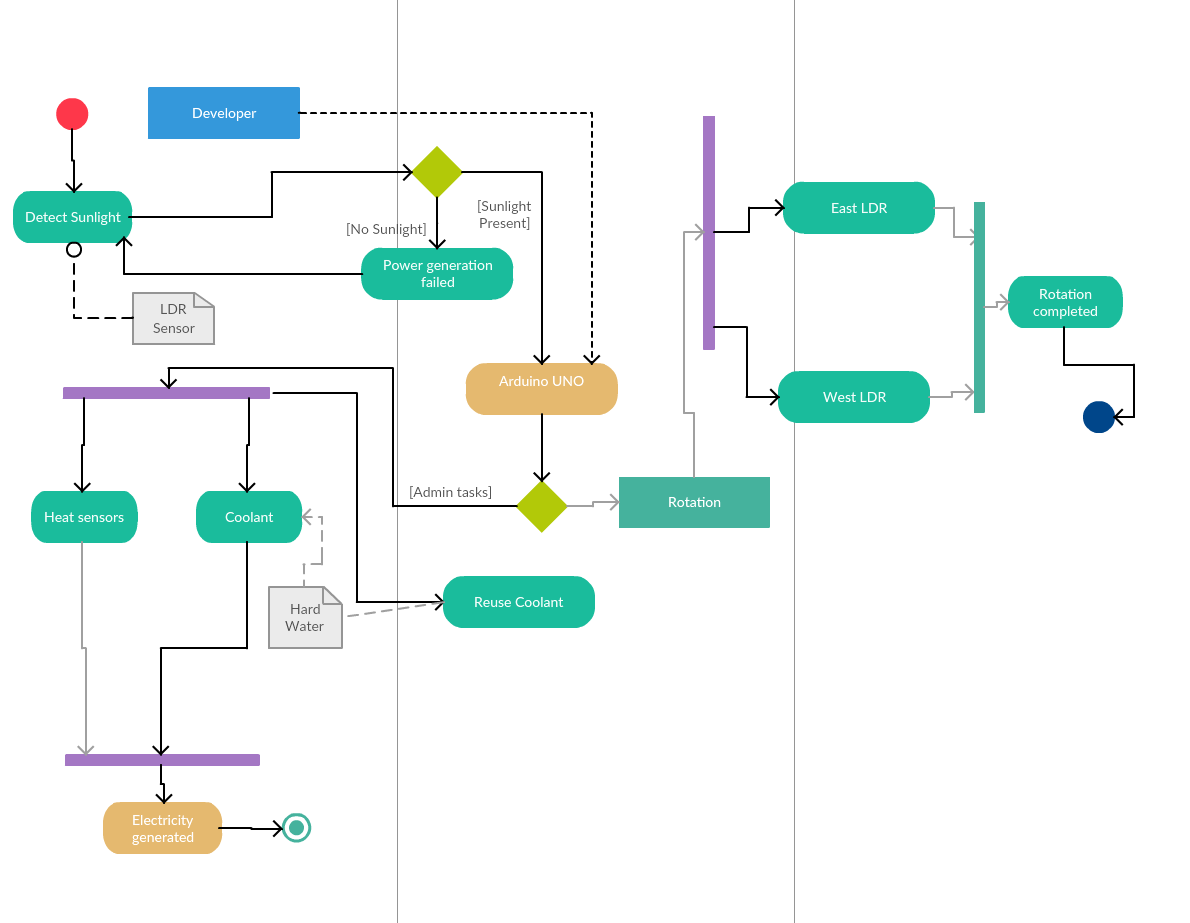 Developer
Detect Sunlight
[No Sunlight]
[Sunlight
Present]
East LDR
Power generation
failed
LDR
Sensor
Rotation
completed
Arduino UNO
West LDR
[Admin tasks]
Rotation
Heat sensors
Coolant
Hard
Water
Reuse Coolant
Electricity
generated